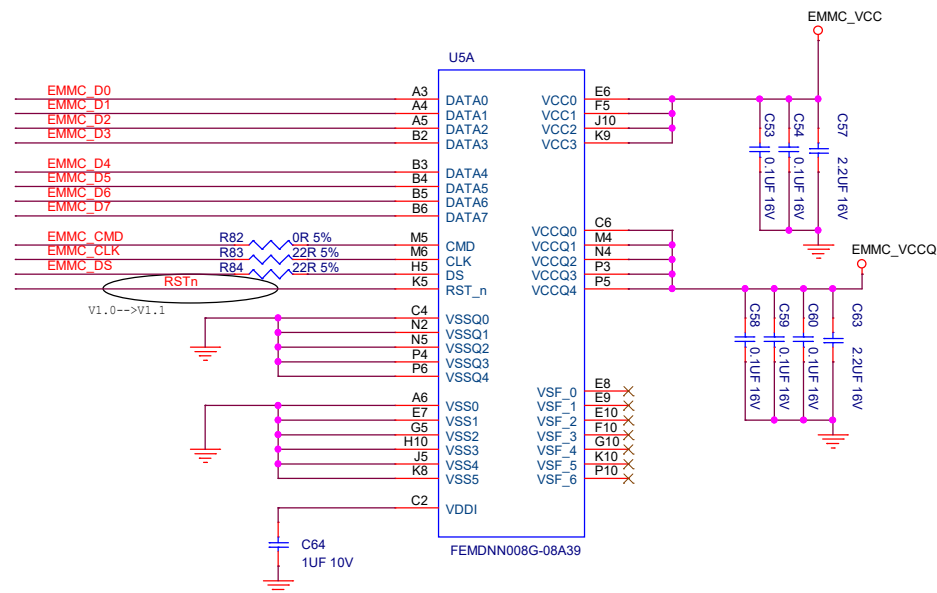 EMMC_VCC
U5A
EMMC_D0 A3 DATA0 VCC0 E6
EMMC_D1 A4 DATA1 VCC1 F5
EMMC_D2 A5 DATA2 VCC2 J10
EMMC_D3 B2 DATA3 VCC3 K9
C53 0.1UF 16V
C54 0.1UF 16V
C57 2.2UF 16V
EMMC_D4 B3 DATA4
EMMC_D5 B4 DATA5
EMMC_D6 B5 DATA6
EMMC_D7 B6 DATA7
VCCQ0 C6
EMMC_CMD R82 0R 5% M5 CMD VCCQ1 M4
EMMC_CLK R83 22R 5% M6 CLK VCCQ2 N4
EMMC_DS R84 22R 5% H5 DS VCCQ3 P3
RSTn K5 RST_n VCCQ4 P5
EMMC_VCCQ
V1.0-->V1.1
C58 0.1UF 16V
C59 0.1UF 16V
C60 0.1UF 16V
C63 2.2UF 16V
C4 VSSQ0
N2 VSSQ1
N5 VSSQ2
P4 VSSQ3
P6 VSSQ4
VSF_0 E8
A6 VSS0 VSF_1 E9
E7 VSS1 VSF_2 E10
G5 VSS2 VSF_3 F10
H10 VSS3 VSF_4 G10
J5 VSS4 VSF_5 K10
K8 VSS5 VSF_6 P10
C2 VDDI
C64
1UF 10V
FEMDNN008G-08A39